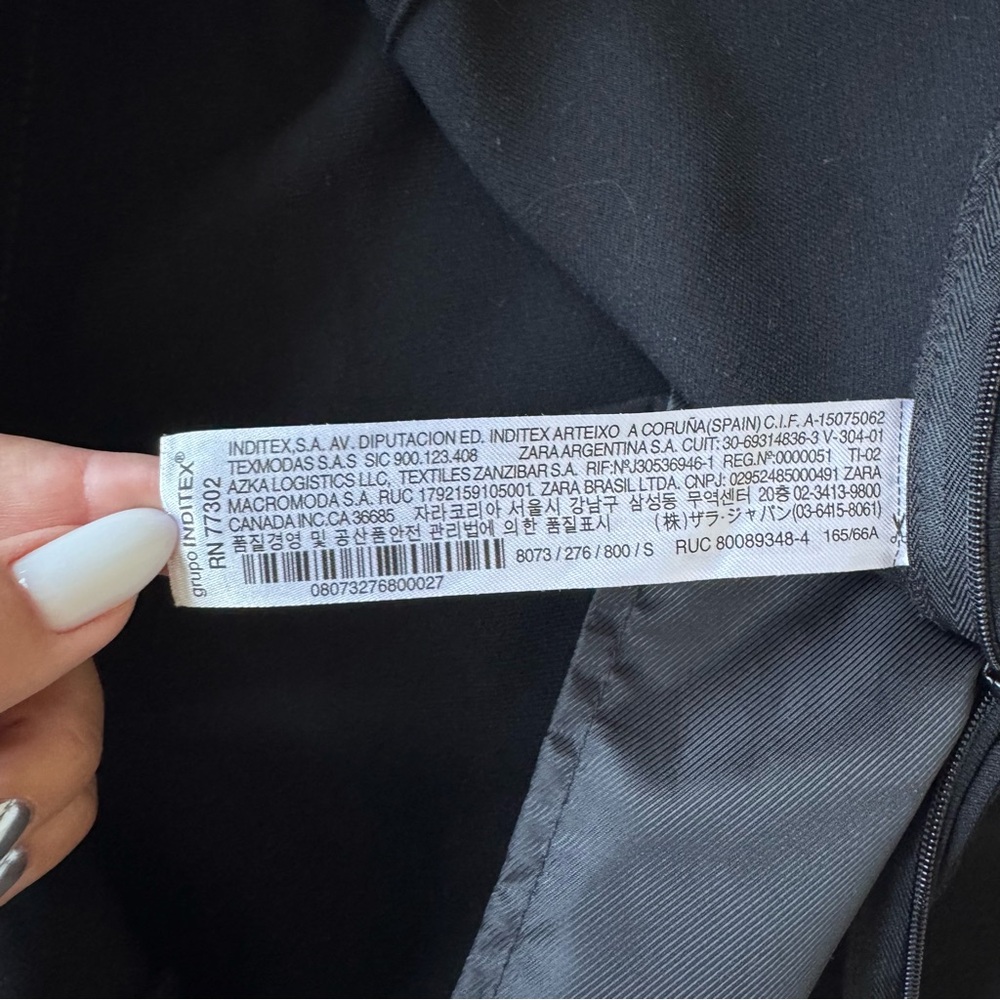 grupo INDITEX®
RN 77302
INDITEX,S.A. AV. DIPUTACION ED. INDITEX ARTEIXO A CORUÑA(SPAIN) C.I.F. A-15075062
TEXMODAS S.A.S SIC 900.123.408 ZARA ARGENTINA S.A. CUIT: 30-69314836-3 V-304-01
AZKA LOGISTICS LLC, TEXTILES ZANZIBAR S.A. RIF:NºJ30536946-1 REG.Nº:0000051 TI-02
MACROMODA S.A. RUC 1792159105001 ZARA BRASIL LTDA. CNPJ: 02952485000491 ZARA
CANADA INC.CA 36685 자라코리아 서울시 강남구 삼성동 무역센터 20층 02-3413-9800
품질경영 및 공산품안전 관리법에 의한 품질표시 (株)ザラ・ジャパン(03-6415-8061)
8073 / 276 / 800 / S RUC 80089348-4 165/66A
08073276800027